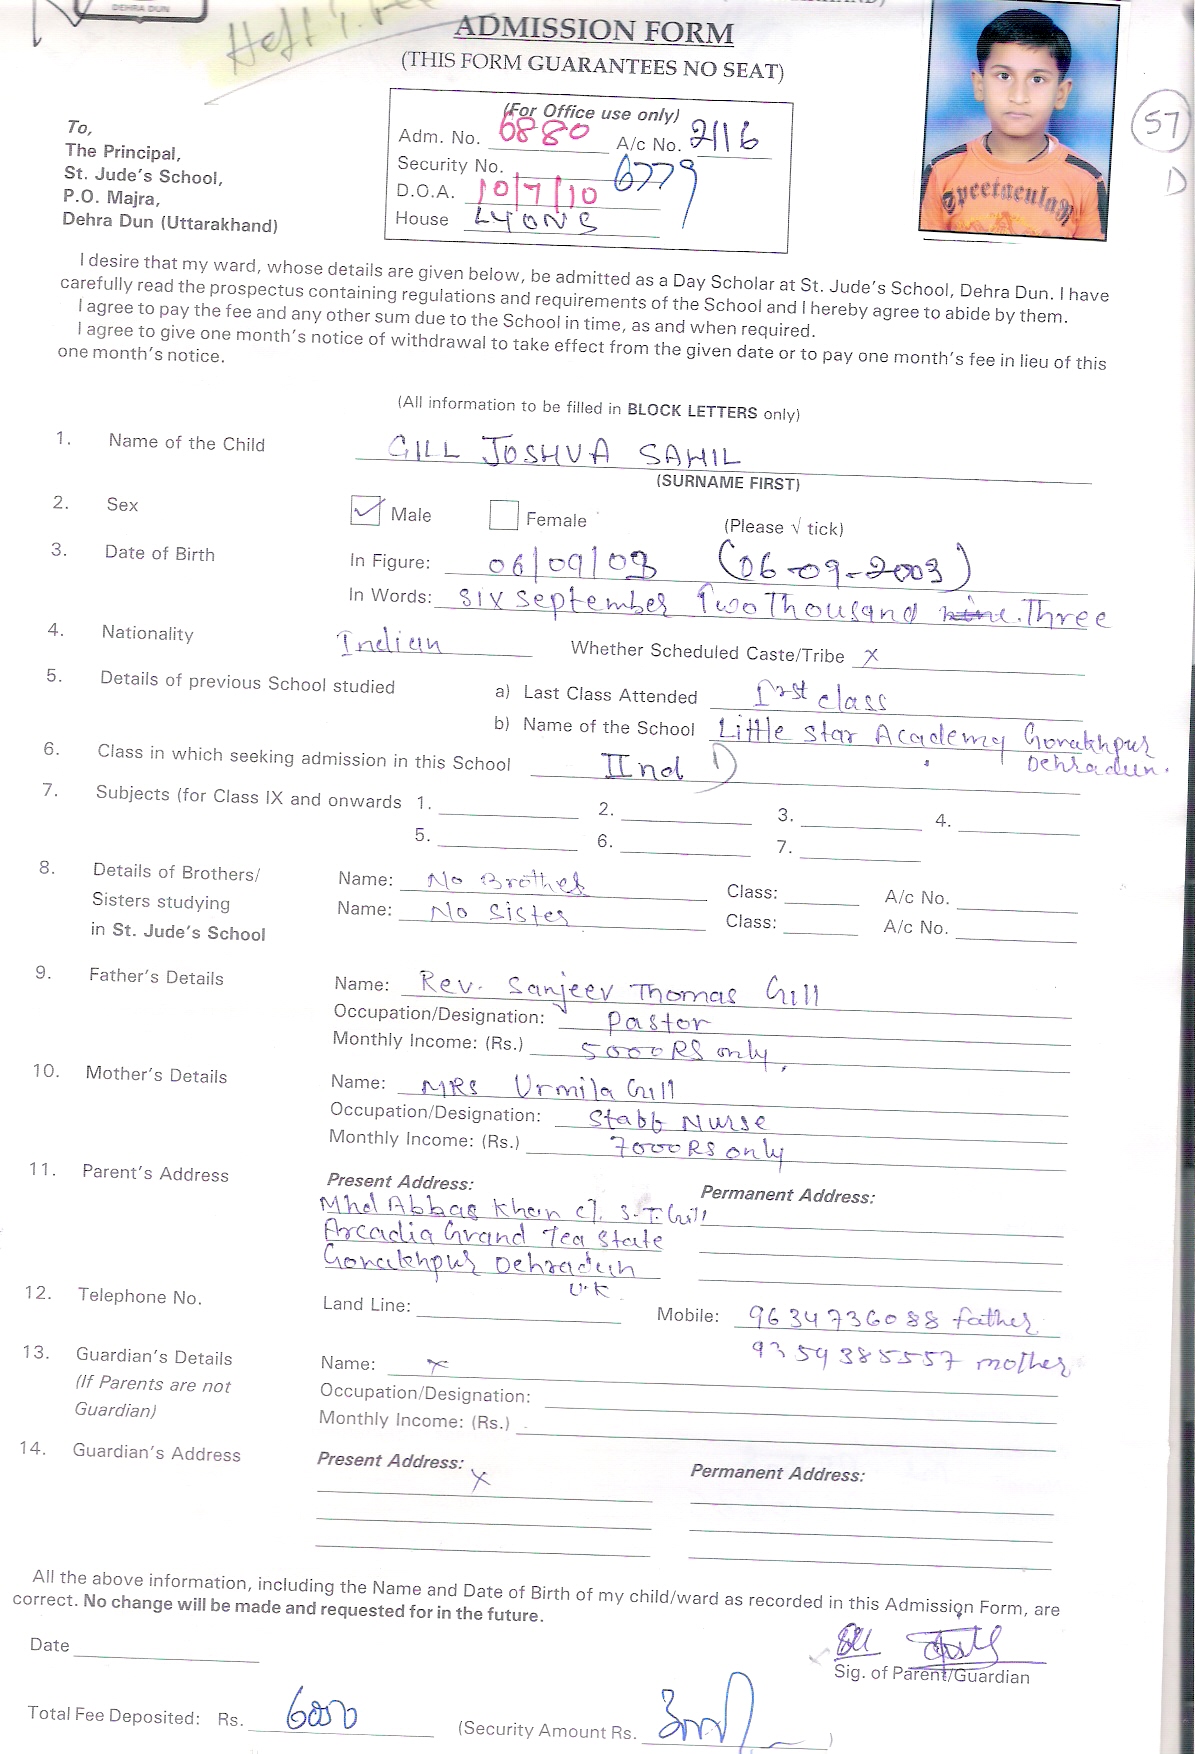 DEHRA DUN
Half
ADMISSION FORM
(THIS FORM GUARANTEES NO SEAT)
(For Office use only)
Adm. No. 6880 A/c No. 2116
Security No. 6779
D.O.A. 10/7/10
House LYONS
57
D
To,
The Principal,
St. Jude's School,
P.O. Majra,
Dehra Dun (Uttarakhand)
SpectaculaR
I desire that my ward, whose details are given below, be admitted as a Day Scholar at St. Jude's School, Dehra Dun. I have
carefully read the prospectus containing regulations and requirements of the School and I hereby agree to abide by them.
I agree to pay the fee and any other sum due to the School in time, as and when required.
I agree to give one month's notice of withdrawal to take effect from the given date or to pay one month's fee in lieu of this
one month's notice.
(All information to be filled in BLOCK LETTERS only)
1. Name of the Child GILL JOSHUA SAHIL
(SURNAME FIRST)
2. Sex Male Female (Please √ tick)
3. Date of Birth In Figure: 06/09/03 (06-09-2003)
In Words: Six September Two Thousand nine. Three
4. Nationality Indian Whether Scheduled Caste/Tribe X
5. Details of previous School studied a) Last Class Attended Irst class
b) Name of the School Little Star Academy Gorakhpur
Dehradun.
6. Class in which seeking admission in this School IInd D
7. Subjects (for Class IX and onwards 1. 2. 3. 4.
5. 6. 7.
8. Details of Brothers/ Name: No Brother Class: A/c No.
Sisters studying Name: No Sister Class: A/c No.
in St. Jude's School
9. Father's Details Name: Rev. Sanjeev Thomas Gill
Occupation/Designation: Pastor
Monthly Income: (Rs.) 5000 RS only,
10. Mother's Details Name: MRS Urmila Gill
Occupation/Designation: Stabb Nurse
Monthly Income: (Rs.) 7000 RS only
11. Parent's Address Present Address: Permanent Address:
Mhd Abbas Khan c/. S.T. Gill
Arcadia Grand Tea State
Gorakhpur Dehradun
U.K
12. Telephone No. Land Line: Mobile: 9634736088 father
9359385557 mother
13. Guardian's Details Name: X
(If Parents are not Occupation/Designation:
Guardian) Monthly Income: (Rs.)
14. Guardian's Address Present Address: X Permanent Address:
All the above information, including the Name and Date of Birth of my child/ward as recorded in this Admission Form, are
correct. No change will be made and requested for in the future.
Date
Sig. of Parent/Guardian
Total Fee Deposited: Rs. 6000 (Security Amount Rs. )